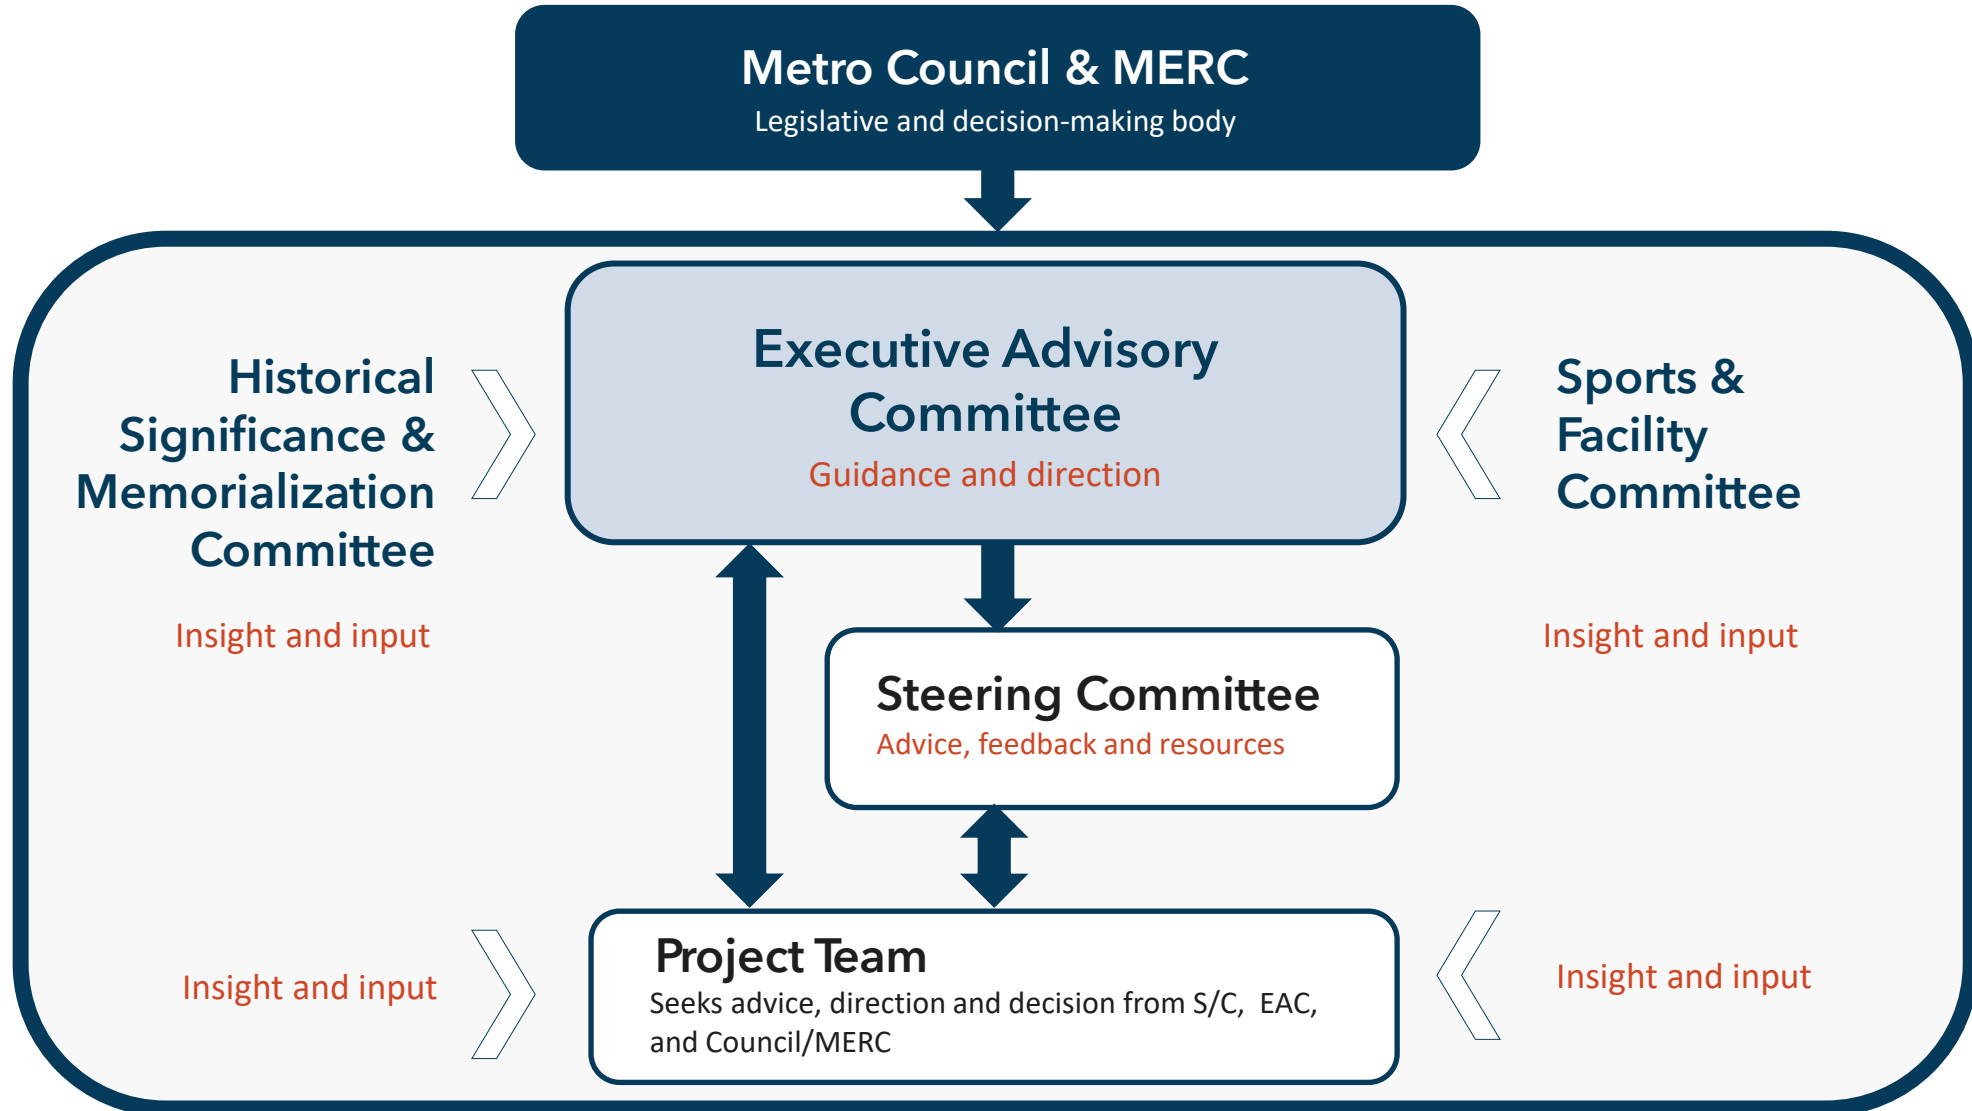 Metro Council & MERC
Legislative and decision-making body
Historical
Significance &
Memorialization
Committee
Insight and input
Executive Advisory
Committee
Guidance and direction
Sports &
Facility
Committee
Insight and input
Steering Committee
Advice, feedback and resources
Insight and input
Project Team
Seeks advice, direction and decision from S/C, EAC,
and Council/MERC
Insight and input